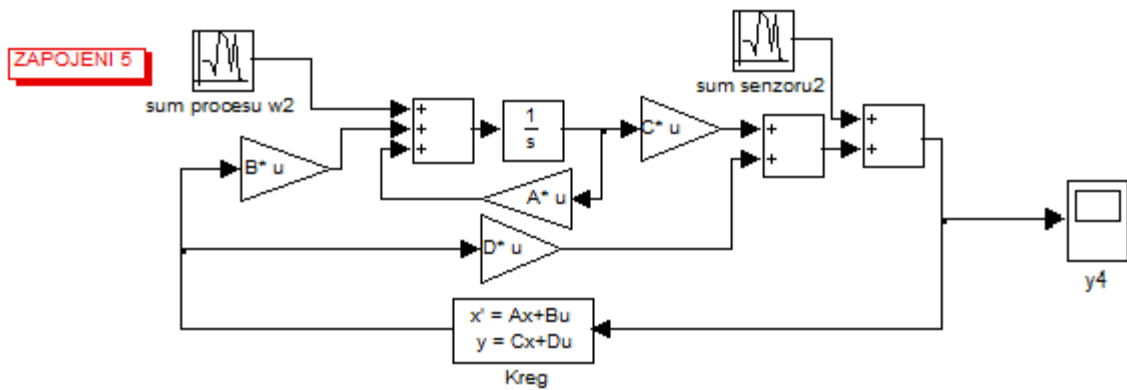 ZAPOJENI 5
sum procesu w2
sum senzoru2
+
+
+
1
s
C* u
+
+
+
+
B* u
A* u
D* u
y4
x' = Ax+Bu
y = Cx+Du
Kreg